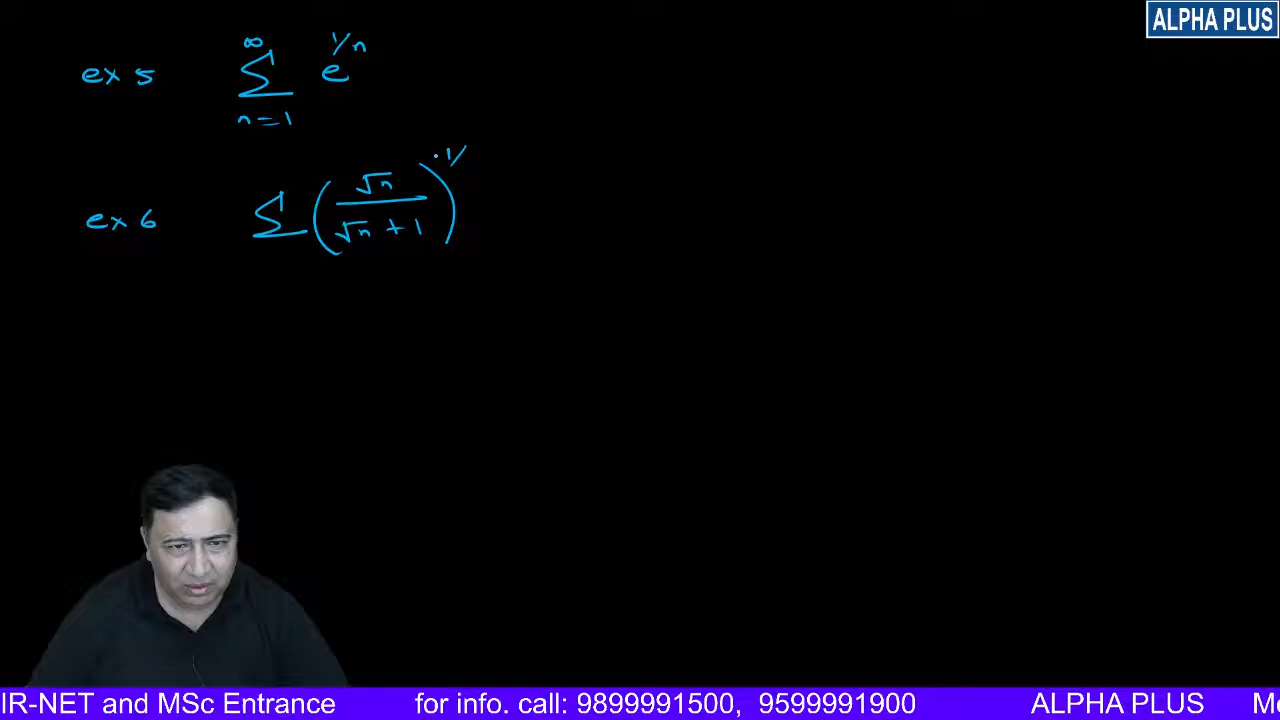 ALPHA PLUS
ex 5 ∞ ∑ n=1 e^1/n
ex 6 ∑ (√n / √n + 1)^1/
IR-NET and MSc Entrance for info. call: 9899991500, 9599991900 ALPHA PLUS